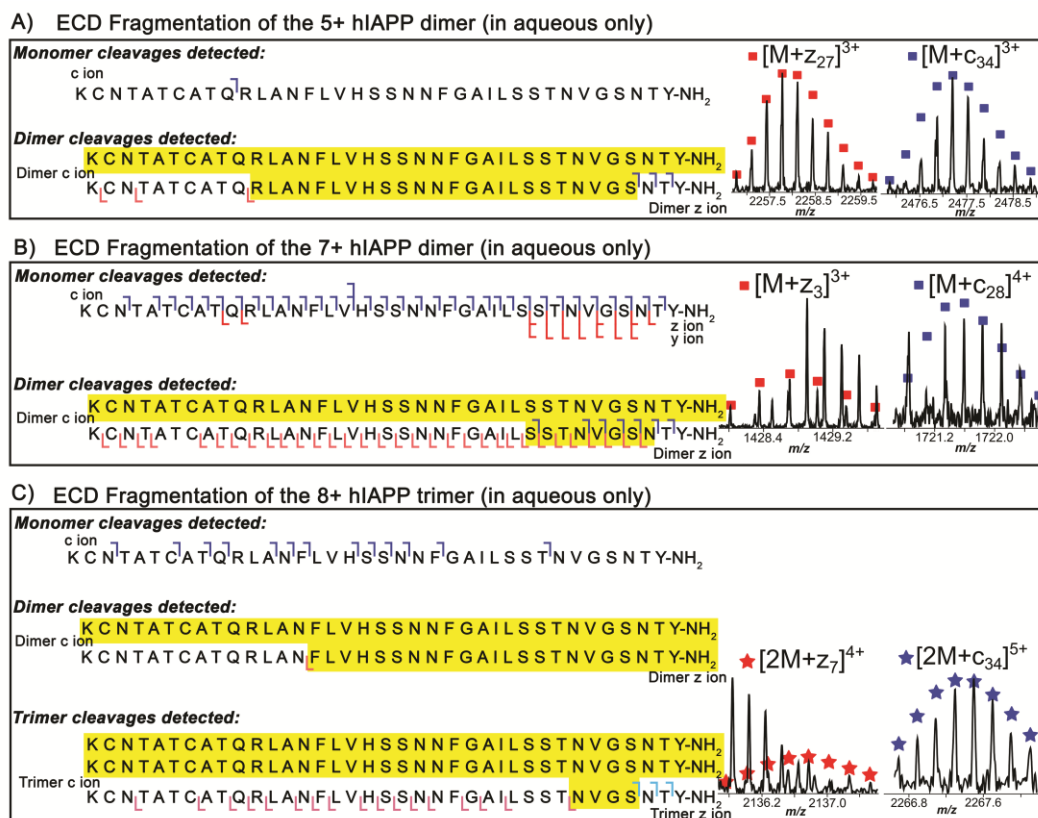 A) ECD Fragmentation of the 5+ hIAPP dimer (in aqueous only)
Monomer cleavages detected:
c ion
K C N T A T C A T Q R L A N F L V H S S N N F G A I L S S T N V G S N T Y-NH2
Dimer cleavages detected:
K C N T A T C A T Q R L A N F L V H S S N N F G A I L S S T N V G S N T Y-NH2
Dimer c ion
K C N T A T C A T Q R L A N F L V H S S N N F G A I L S S T N V G S N T Y-NH2
Dimer z ion
[M+z27]3+
2257.5 2258.5 2259.5
m/z
[M+c34]3+
2476.5 2477.5 2478.5
m/z
B) ECD Fragmentation of the 7+ hIAPP dimer (in aqueous only)
Monomer cleavages detected:
c ion
K C N T A T C A T Q R L A N F L V H S S N N F G A I L S S T N V G S N T Y-NH2
z ion
y ion
Dimer cleavages detected:
K C N T A T C A T Q R L A N F L V H S S N N F G A I L S S T N V G S N T Y-NH2
Dimer c ion
K C N T A T C A T Q R L A N F L V H S S N N F G A I L S S T N V G S N T Y-NH2
Dimer z ion
[M+z3]3+
1428.4 1429.2
m/z
[M+c28]4+
1721.2 1722.0
m/z
C) ECD Fragmentation of the 8+ hIAPP trimer (in aqueous only)
Monomer cleavages detected:
c ion
K C N T A T C A T Q R L A N F L V H S S N N F G A I L S S T N V G S N T Y-NH2
Dimer cleavages detected:
K C N T A T C A T Q R L A N F L V H S S N N F G A I L S S T N V G S N T Y-NH2
Dimer c ion
K C N T A T C A T Q R L A N F L V H S S N N F G A I L S S T N V G S N T Y-NH2
Dimer z ion
Trimer cleavages detected:
K C N T A T C A T Q R L A N F L V H S S N N F G A I L S S T N V G S N T Y-NH2
K C N T A T C A T Q R L A N F L V H S S N N F G A I L S S T N V G S N T Y-NH2
Trimer c ion
K C N T A T C A T Q R L A N F L V H S S N N F G A I L S S T N V G S N T Y-NH2
Trimer z ion
[2M+z7]4+
2136.2 2137.0
m/z
[2M+c34]5+
2266.8 2267.6
m/z